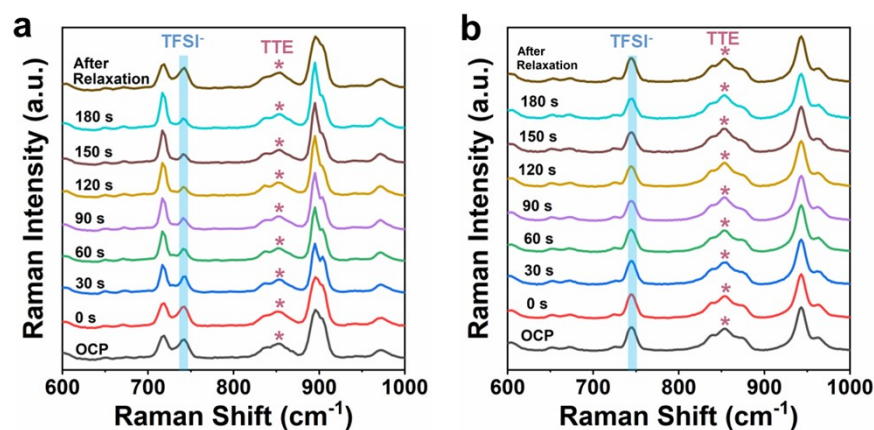 a
TFSI-
TTE
After
Relaxation
*
180 s
*
150 s
*
120 s
*
90 s
*
60 s
*
30 s
*
0 s
*
OCP
*
Raman Intensity (a.u.)
600 700 800 900 1000
Raman Shift (cm-1)
b
TFSI-
TTE
After
Relaxation
*
180 s
*
150 s
*
120 s
*
90 s
*
60 s
*
30 s
*
0 s
*
OCP
*
Raman Intensity (a.u.)
600 700 800 900 1000
Raman Shift (cm-1)